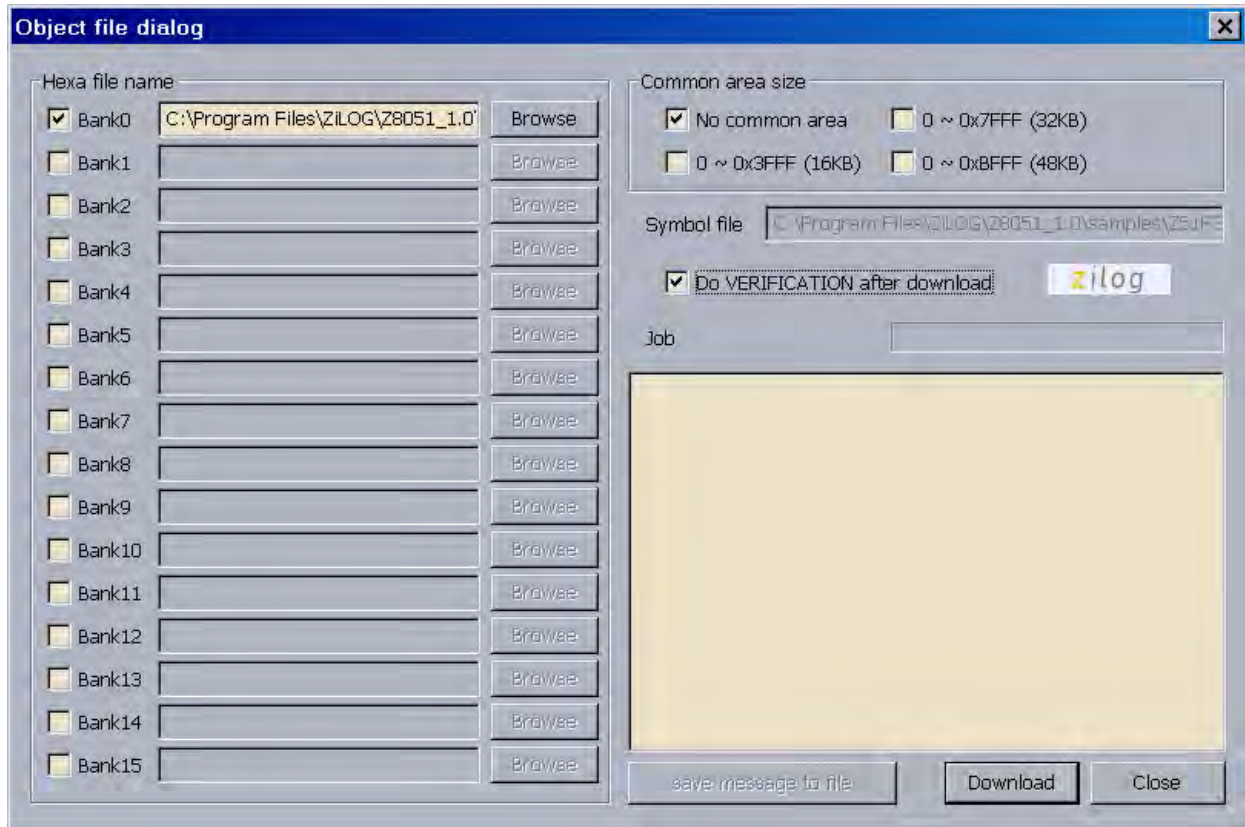 Object file dialog
Hexa file name
Bank0 C:\Program Files\ZiLOG\Z8051_1.0\ Browse
Bank1 Browse
Bank2 Browse
Bank3 Browse
Bank4 Browse
Bank5 Browse
Bank6 Browse
Bank7 Browse
Bank8 Browse
Bank9 Browse
Bank10 Browse
Bank11 Browse
Bank12 Browse
Bank13 Browse
Bank14 Browse
Bank15 Browse
Common area size
No common area 0 ~ 0x7FFF (32KB)
0 ~ 0x3FFF (16KB) 0 ~ 0xBFFF (48KB)
Symbol file C:\Program Files\ZiLOG\Z8051_1.0\samples\
Do VERIFICATION after download zilog
Job
save message to file Download Close